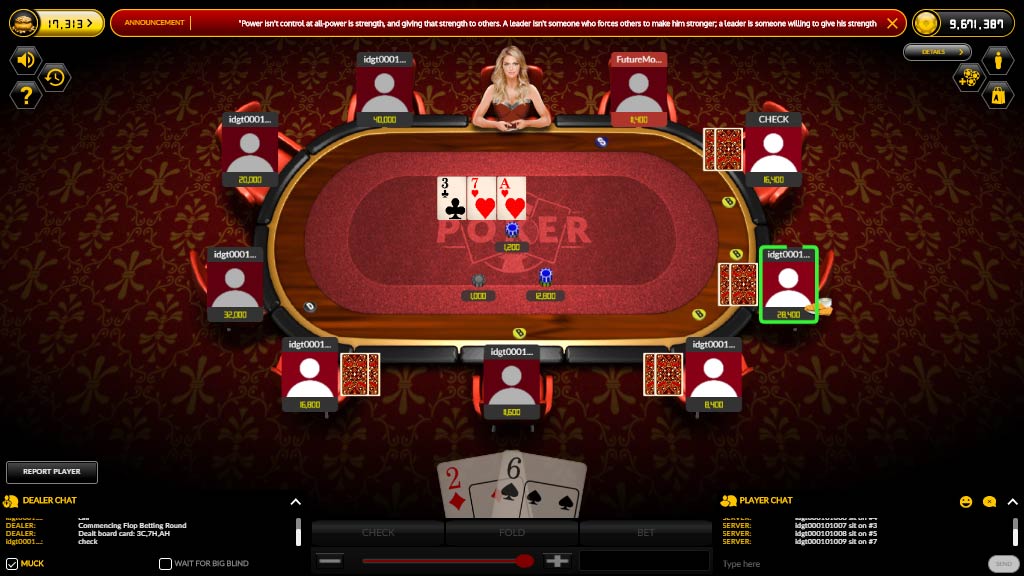 17,313
ANNOUNCEMENT
"Power isn't control at all-power is strength, and giving that strength to others. A leader isn't someone who forces others to make him stronger; a leader is someone willing to give his strength
9,671,387
DETAILS
idgt0001...
40,000
FutureMo...
11,400
idgt0001...
20,000
CHECK
16,400
3
7
A
POKER
1,200
idgt0001...
32,000
1,000
12,800
idgt0001...
28,400
D
B
B
B
B
idgt0001...
16,800
idgt0001...
11,600
idgt0001...
8,400
2
6
REPORT PLAYER
DEALER CHAT
DEALER: Commencing Flop Betting Round
DEALER: Dealt board card: 3C,7H,AH
idgt0001...: check
MUCK
WAIT FOR BIG BLIND
CHECK
FOLD
BET
PLAYER CHAT
SERVER: idgt000101007 sit on #3
SERVER: idgt000101008 sit on #5
SERVER: idgt000101009 sit on #7
Type here
SEND